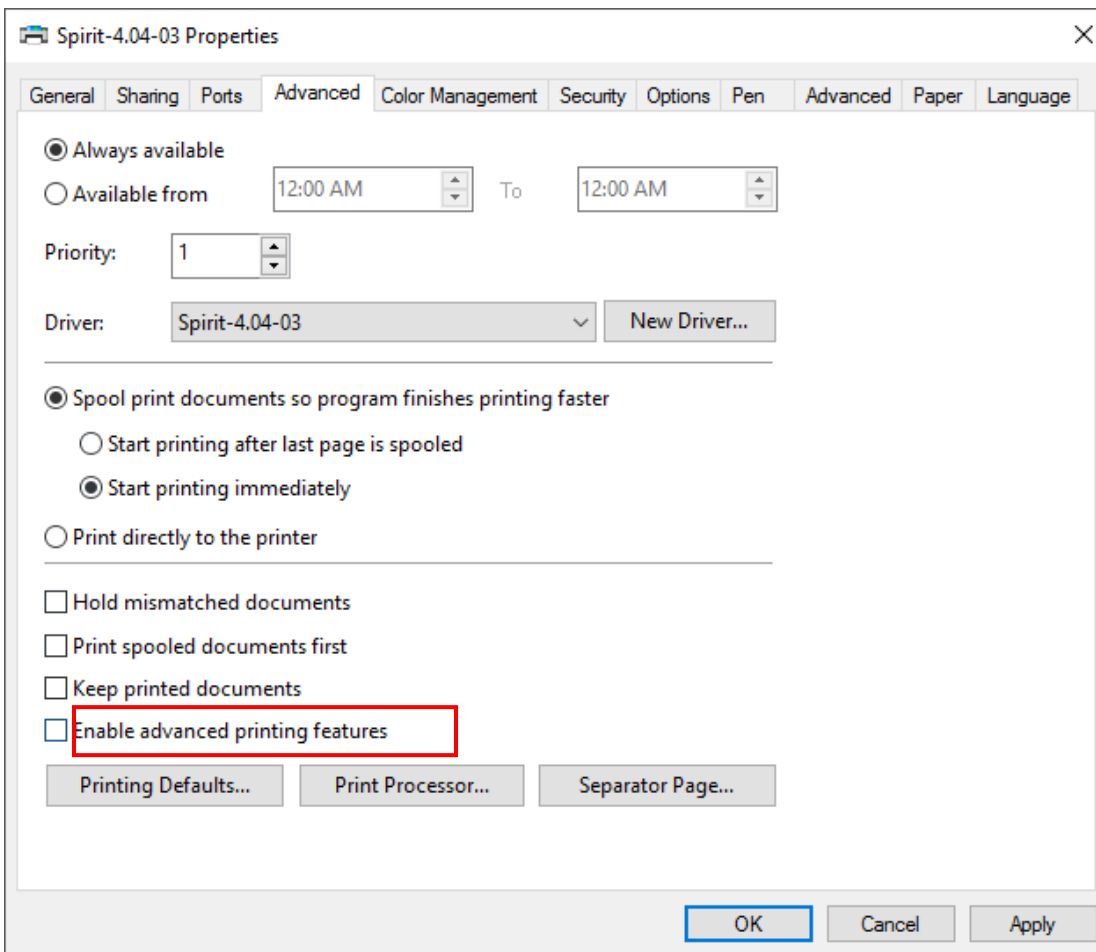 Spirit-4.04-03 Properties
General Sharing Ports Advanced Color Management Security Options Pen Advanced Paper Language
Always available
Available from 12:00 AM To 12:00 AM
Priority: 1
Driver: Spirit-4.04-03 New Driver...
Spool print documents so program finishes printing faster
Start printing after last page is spooled
Start printing immediately
Print directly to the printer
Hold mismatched documents
Print spooled documents first
Keep printed documents
Enable advanced printing features
Printing Defaults... Print Processor... Separator Page...
OK Cancel Apply